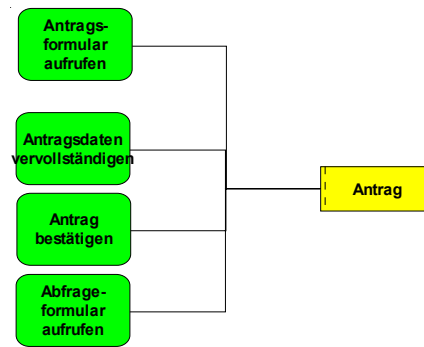 Antrags-
formular
aufrufen
Antragsdaten
vervollständigen
Antrag
bestätigen
Abfrage-
formular
aufrufen
Antrag